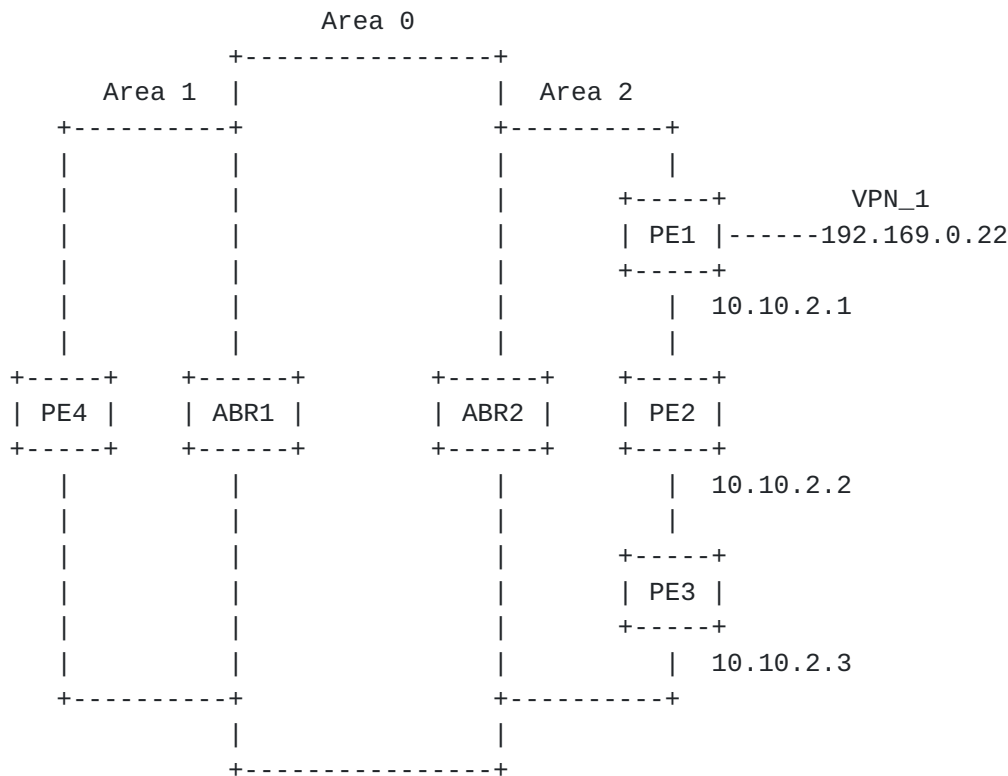 Area 0
Area 1 Area 2
VPN_1
PE1 192.169.0.22
10.10.2.1
PE4 ABR1 ABR2 PE2
10.10.2.2
PE3
10.10.2.3